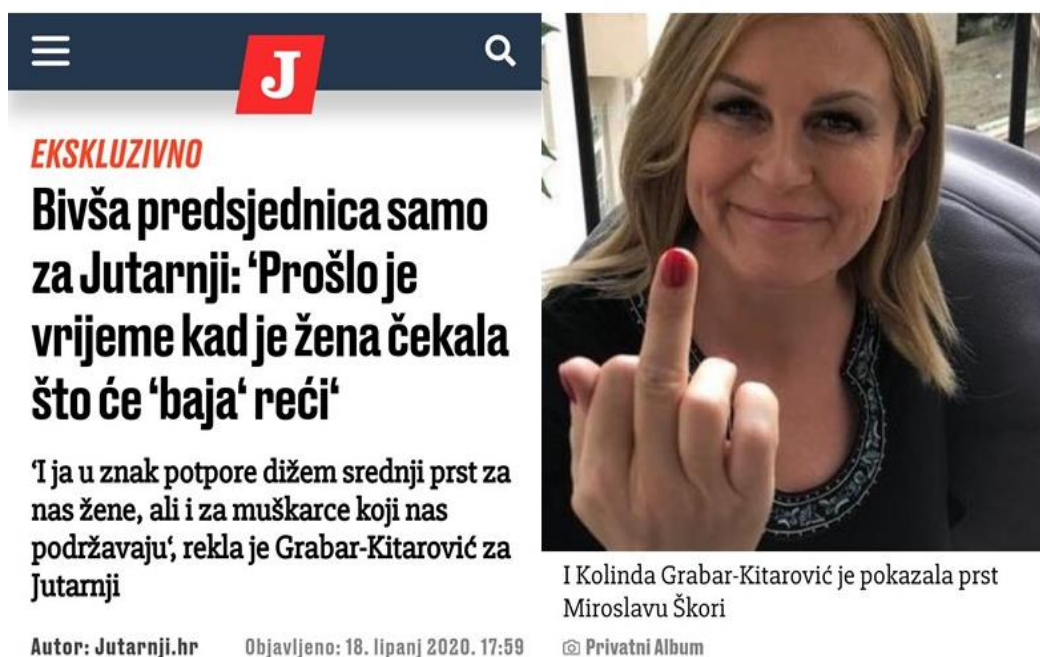 J
EKSKLUZIVNO
Bivša predsjednica samo
za Jutarnji: ‘Prošlo je
vrijeme kad je žena čekala
što će ‘baja‘ reći‘
‘I ja u znak potpore dižem srednji prst za
nas žene, ali i za muškarce koji nas
podržavaju‘, rekla je Grabar-Kitarović za
Jutarnji
Autor: Jutarnji.hr Objavljeno: 18. lipanj 2020. 17:59
I Kolinda Grabar-Kitarović je pokazala prst
Miroslavu Škori
Privatni Album